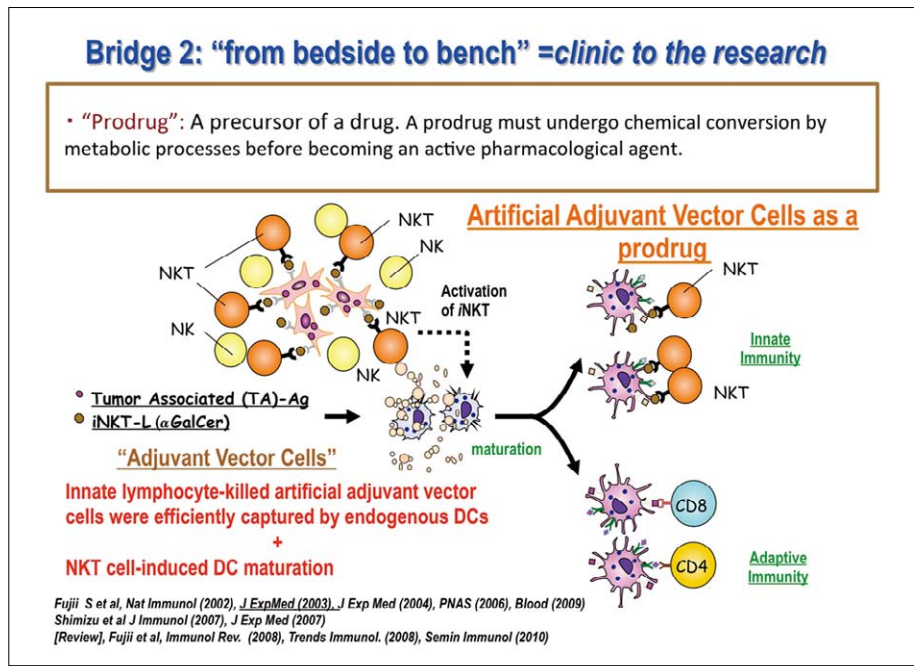 Bridge 2: “from bedside to bench” =clinic to the research
・ “Prodrug”: A precursor of a drug. A prodrug must undergo chemical conversion by
metabolic processes before becoming an active pharmacological agent.
Artificial Adjuvant Vector Cells as a
prodrug
NKT
NK
NKT
NK
NKT
NK
Activation
of iNKT
Tumor Associated (TA)-Ag
iNKT-L (αGalCer)
“Adjuvant Vector Cells”
maturation
NKT
Innate
Immunity
NKT
CD8
CD4
Adaptive
Immunity
Innate lymphocyte-killed artificial adjuvant vector
cells were efficiently captured by endogenous DCs
+
NKT cell-induced DC maturation
Fujii S et al, Nat Immunol (2002), J ExpMed (2003), J Exp Med (2004), PNAS (2006), Blood (2009)
Shimizu et al J Immunol (2007), J Exp Med (2007)
[Review], Fujii et al, Immunol Rev. (2008), Trends Immunol. (2008), Semin Immunol (2010)